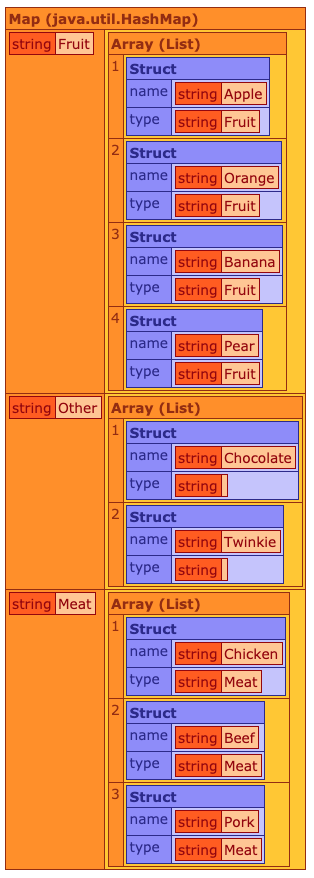 Map (java.util.HashMap)
string Fruit Array (List)
1 Struct
name string Apple
type string Fruit
2 Struct
name string Orange
type string Fruit
3 Struct
name string Banana
type string Fruit
4 Struct
name string Pear
type string Fruit
string Other Array (List)
1 Struct
name string Chocolate
type string
2 Struct
name string Twinkie
type string
string Meat Array (List)
1 Struct
name string Chicken
type string Meat
2 Struct
name string Beef
type string Meat
3 Struct
name string Pork
type string Meat